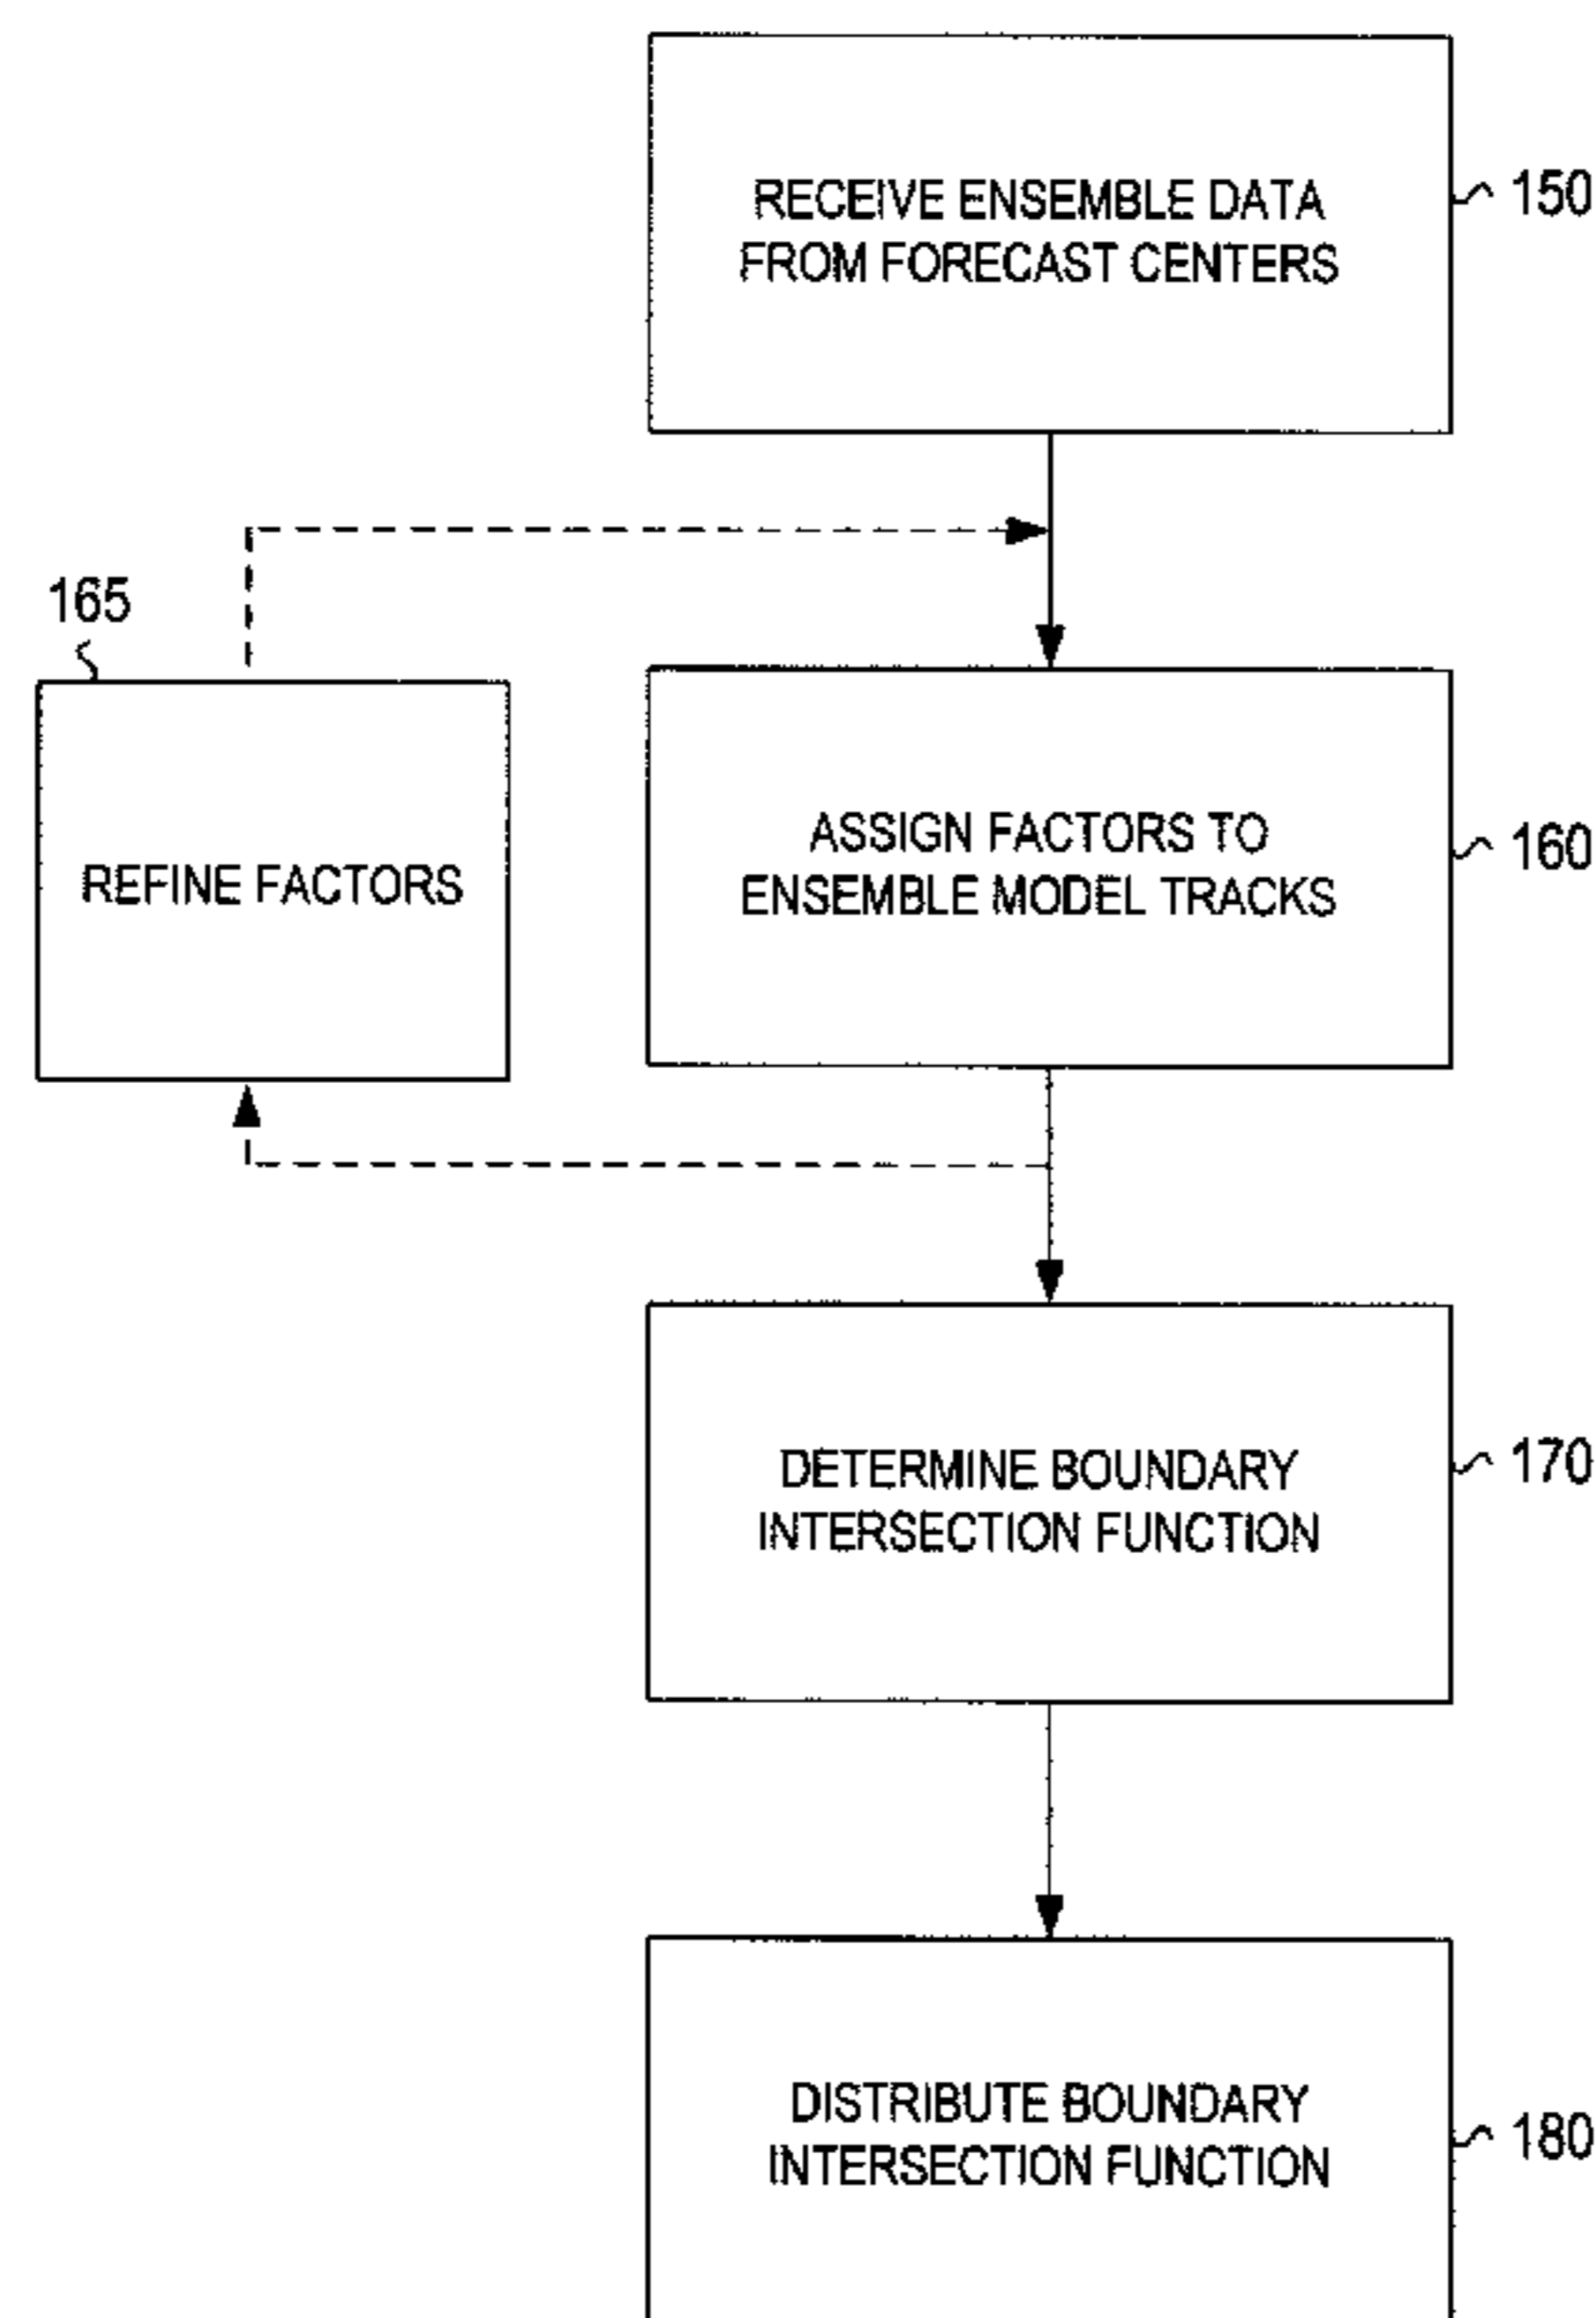 RECEIVE ENSEMBLE DATA
FROM FORECAST CENTERS
150
165
REFINE FACTORS
ASSIGN FACTORS TO
ENSEMBLE MODEL TRACKS
160
DETERMINE BOUNDARY
INTERSECTION FUNCTION
170
DISTRIBUTE BOUNDARY
INTERSECTION FUNCTION
180